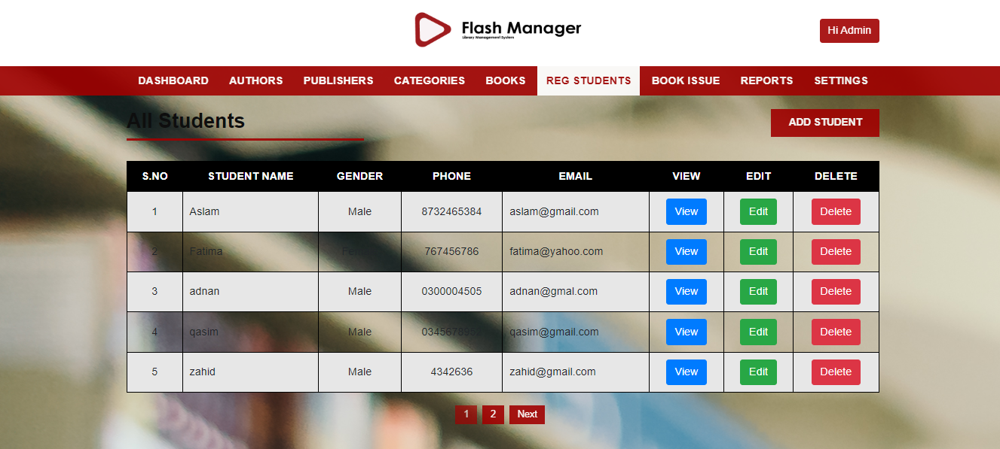 Flash Manager
Library Management System
Hi Admin
DASHBOARD AUTHORS PUBLISHERS CATEGORIES BOOKS REG STUDENTS BOOK ISSUE REPORTS SETTINGS
All Students
ADD STUDENT
S.NO STUDENT NAME GENDER PHONE EMAIL VIEW EDIT DELETE
1 Aslam Male 8732465384 aslam@gmail.com View Edit Delete
2 Fatima 767456786 fatima@yahoo.com View Edit Delete
3 adnan Male 0300004505 adnan@gmal.com View Edit Delete
4 qasim Male qasim@gmail.com View Edit Delete
5 zahid Male 4342636 zahid@gmail.com View Edit Delete
1 2 Next